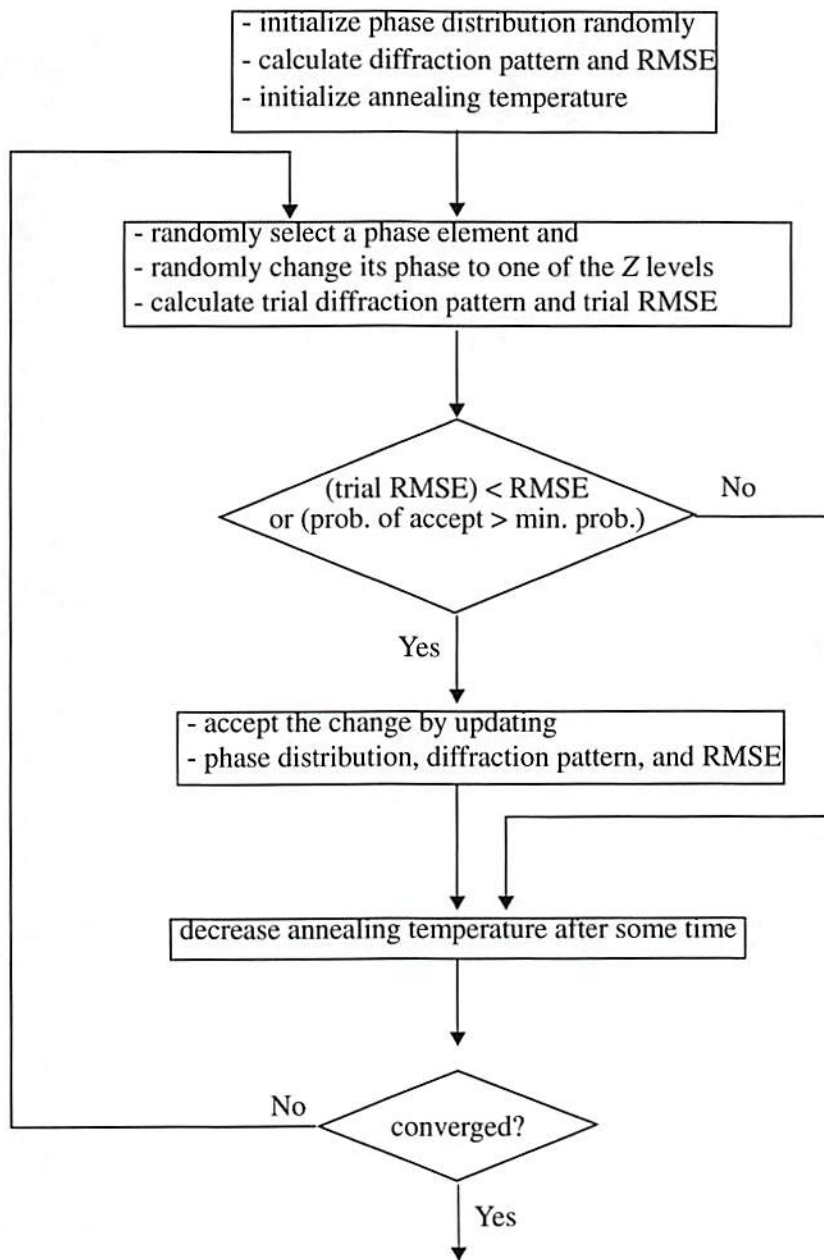 - initialize phase distribution randomly
- calculate diffraction pattern and RMSE
- initialize annealing temperature
- randomly select a phase element and
- randomly change its phase to one of the Z levels
- calculate trial diffraction pattern and trial RMSE
(trial RMSE) < RMSE
or (prob. of accept > min. prob.)
No
Yes
- accept the change by updating
- phase distribution, diffraction pattern, and RMSE
decrease annealing temperature after some time
No
converged?
Yes